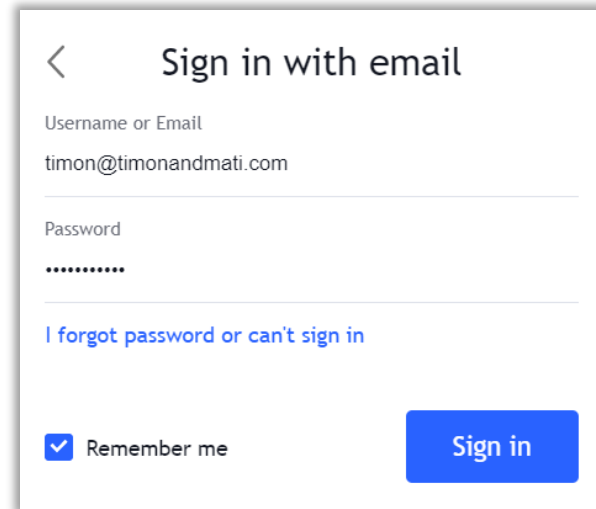 Sign in with email
Username or Email
timon@timonandmati.com
Password
•••••••••••
I forgot password or can't sign in
Remember me
Sign in